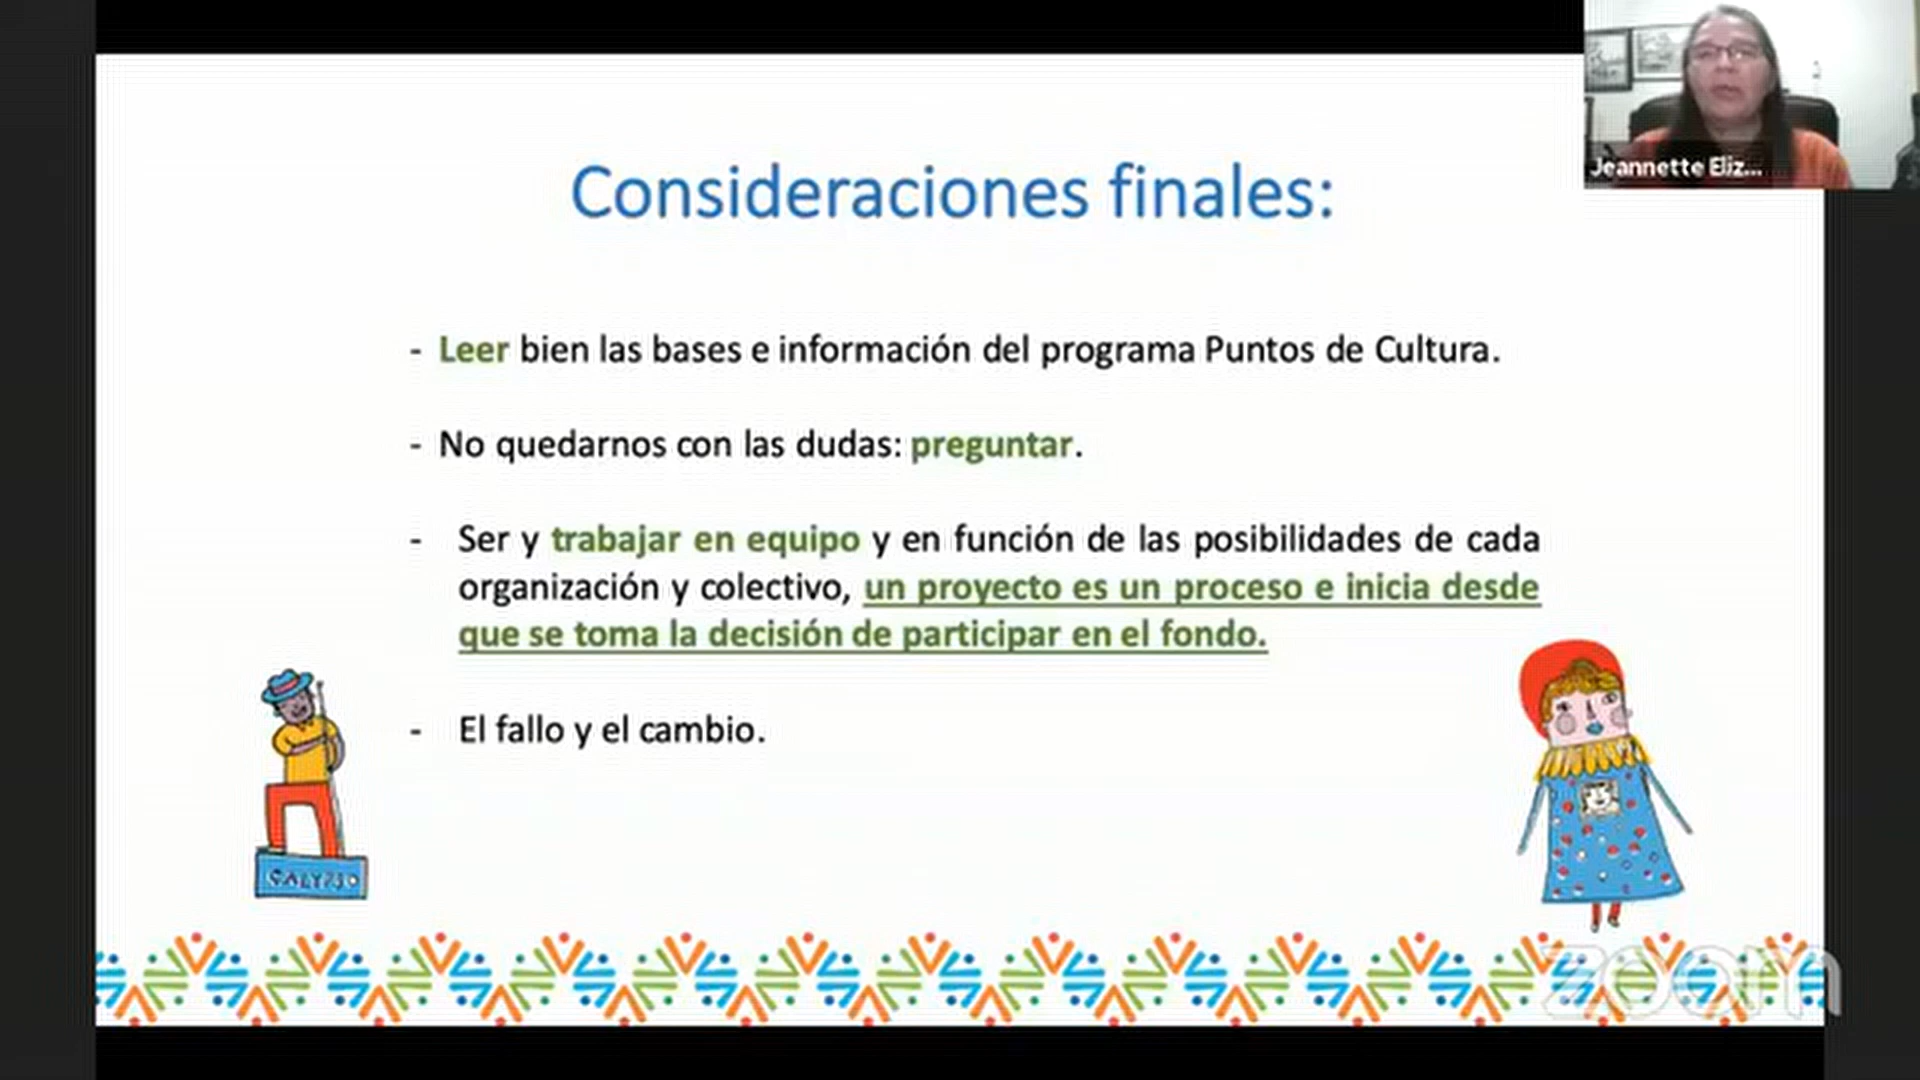 Jeannette Eliz...
Consideraciones finales:
- Leer bien las bases e información del programa Puntos de Cultura.
- No quedarnos con las dudas: preguntar.
- Ser y trabajar en equipo y en función de las posibilidades de cada
organización y colectivo, un proyecto es un proceso e inicia desde
que se toma la decisión de participar en el fondo.
- El fallo y el cambio.
CALYPSO
zoom